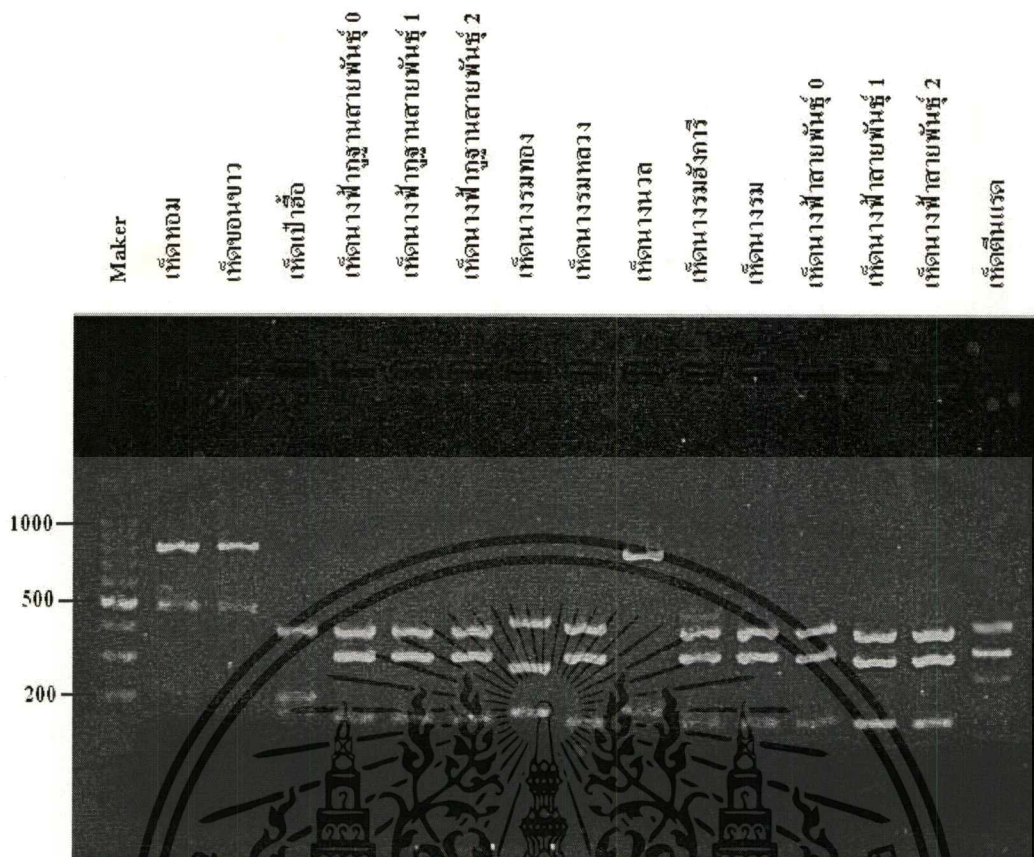 Maker
เห็ดหอม
เห็ดขอนขาว
เห็ดเป๋าฮื้อ
เห็ดนางฟ้าภูฐานสายพันธุ์ 0
เห็ดนางฟ้าภูฐานสายพันธุ์ 1
เห็ดนางฟ้าภูฐานสายพันธุ์ 2
เห็ดนางรมทอง
เห็ดนางรมหลวง
เห็ดนางนวล
เห็ดนางรมฮังการี
เห็ดนางรม
เห็ดนางฟ้าสายพันธุ์ 0
เห็ดนางฟ้าสายพันธุ์ 1
เห็ดนางฟ้าสายพันธุ์ 2
เห็ดตีนแรด
1000
500
200